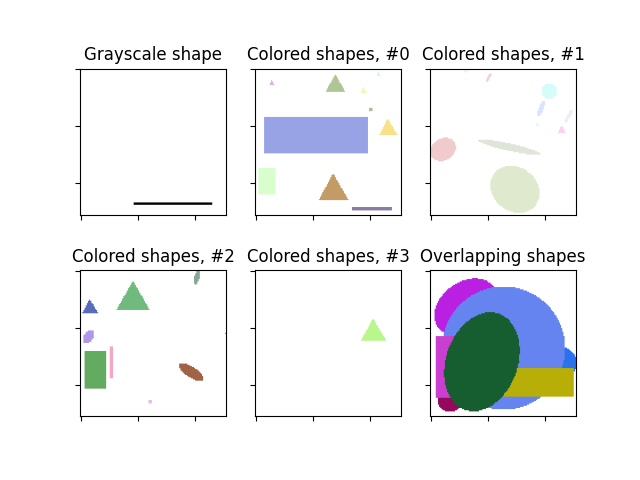 Grayscale shape
Colored shapes, #0
Colored shapes, #1
Colored shapes, #2
Colored shapes, #3
Overlapping shapes